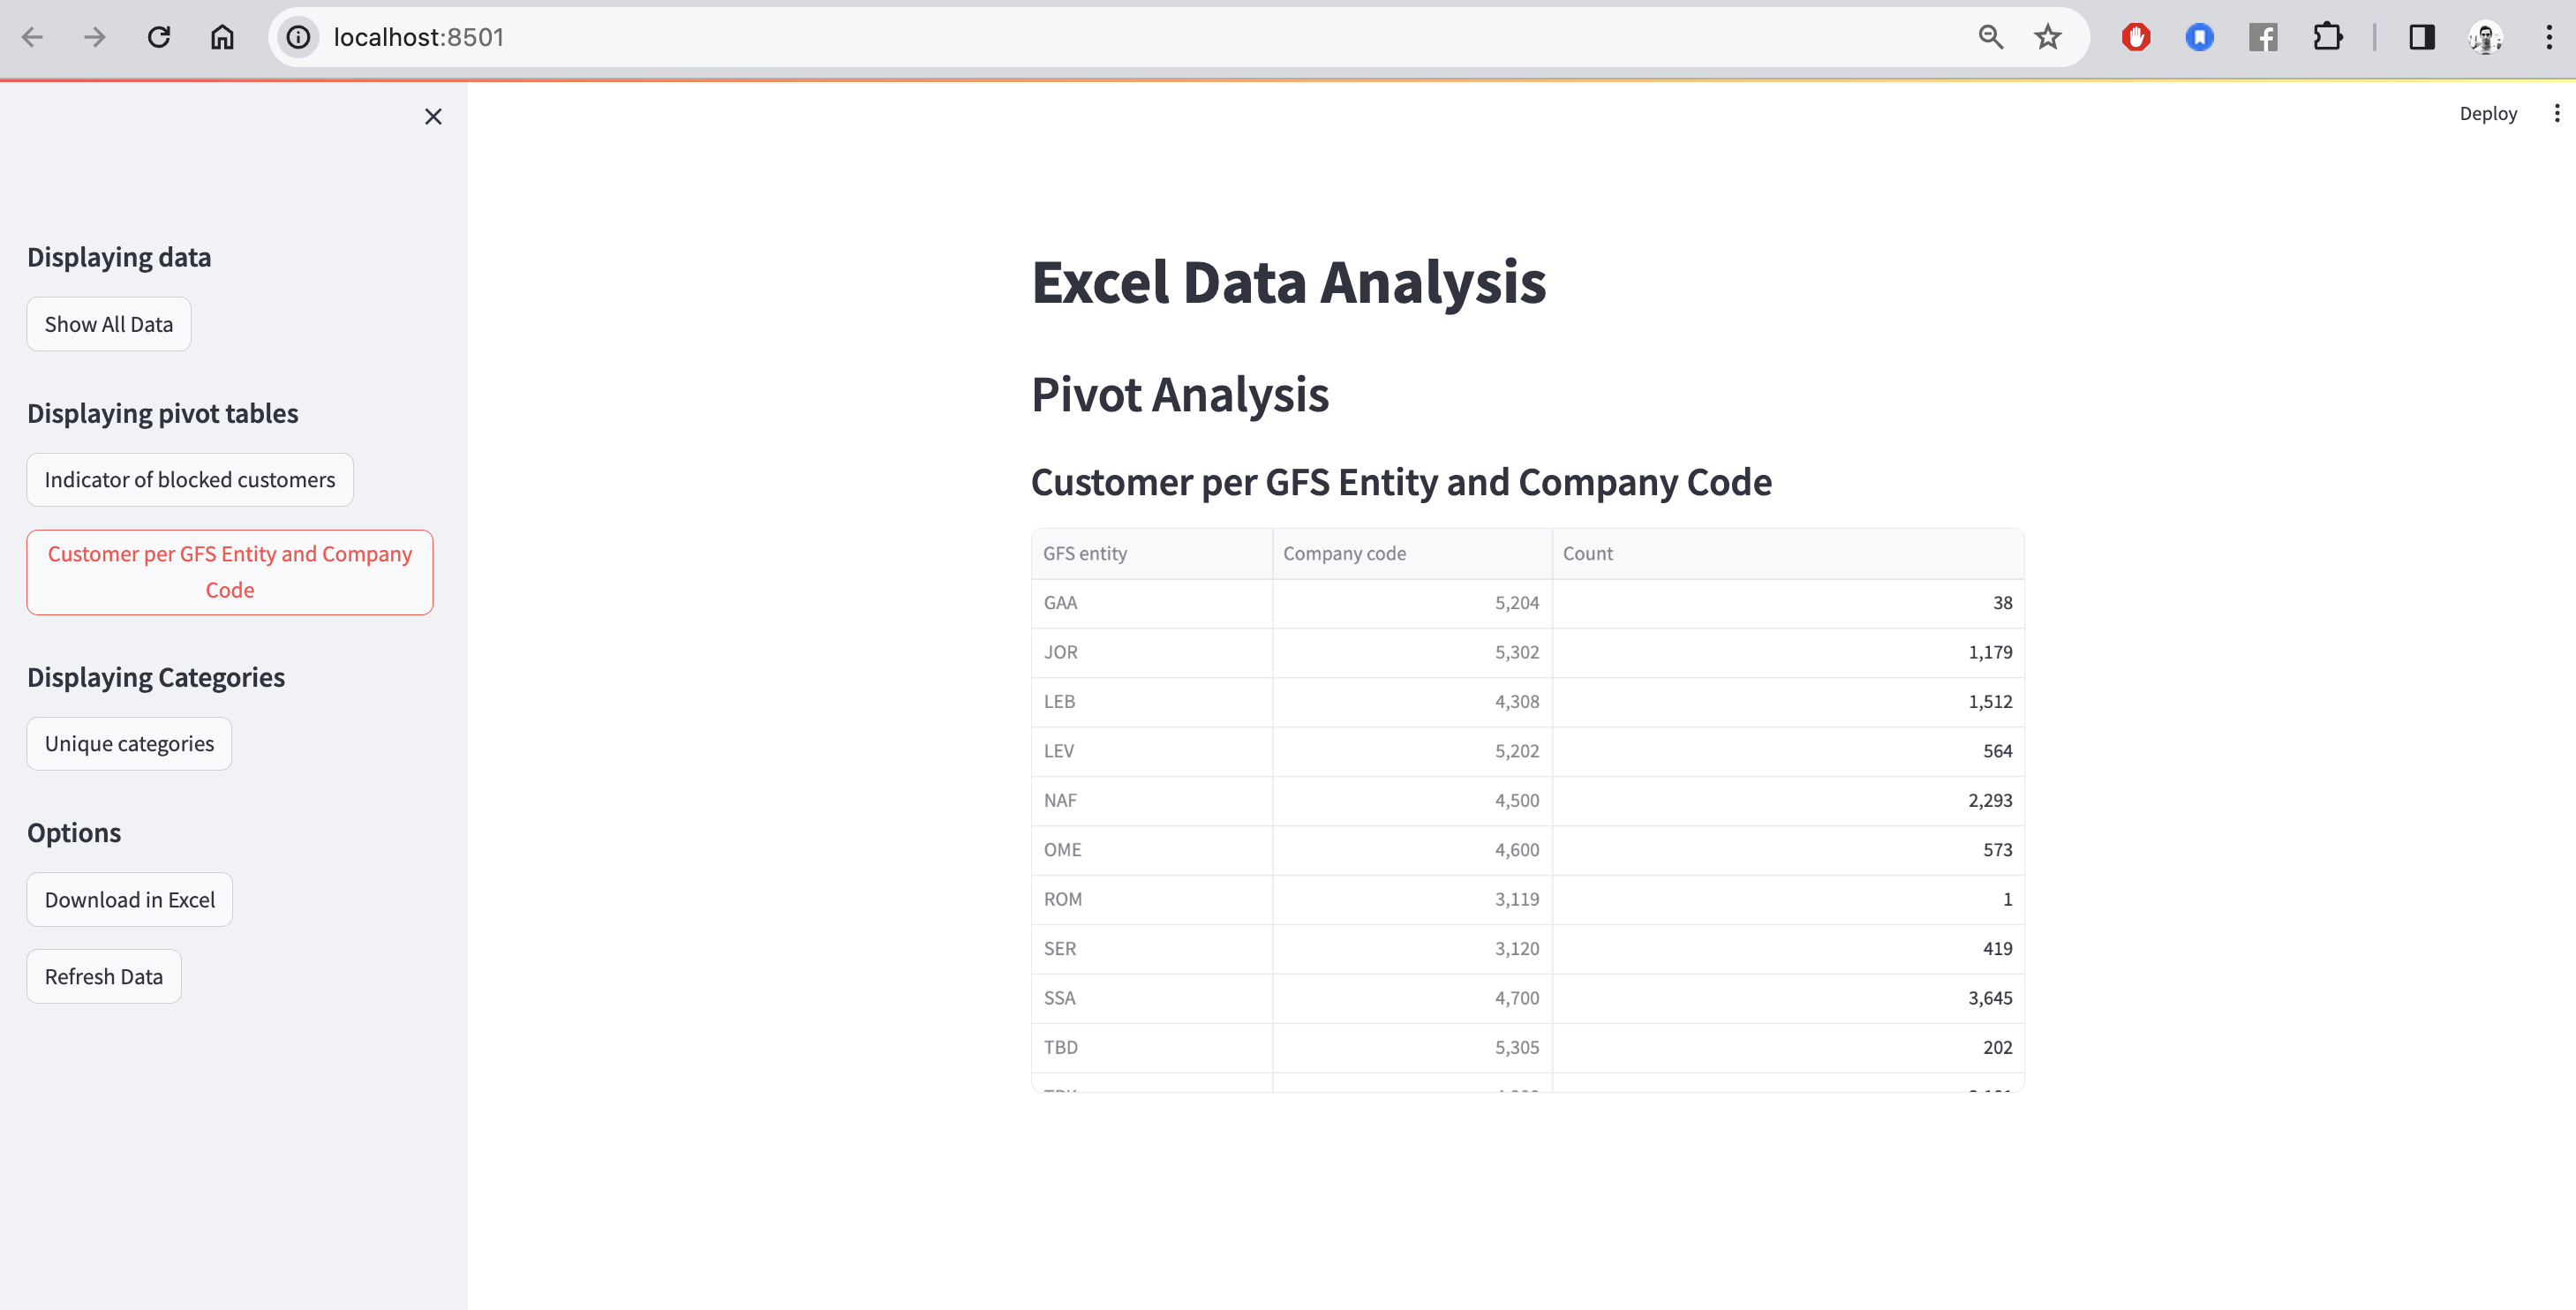 localhost:8501
Deploy
Displaying data
Show All Data
Displaying pivot tables
Indicator of blocked customers
Customer per GFS Entity and Company
Code
Displaying Categories
Unique categories
Options
Download in Excel
Refresh Data
Excel Data Analysis
Pivot Analysis
Customer per GFS Entity and Company Code
GFS entity Company code Count
GAA 5,204 38
JOR 5,302 1,179
LEB 4,308 1,512
LEV 5,202 564
NAF 4,500 2,293
OME 4,600 573
ROM 3,119 1
SER 3,120 419
SSA 4,700 3,645
TBD 5,305 202